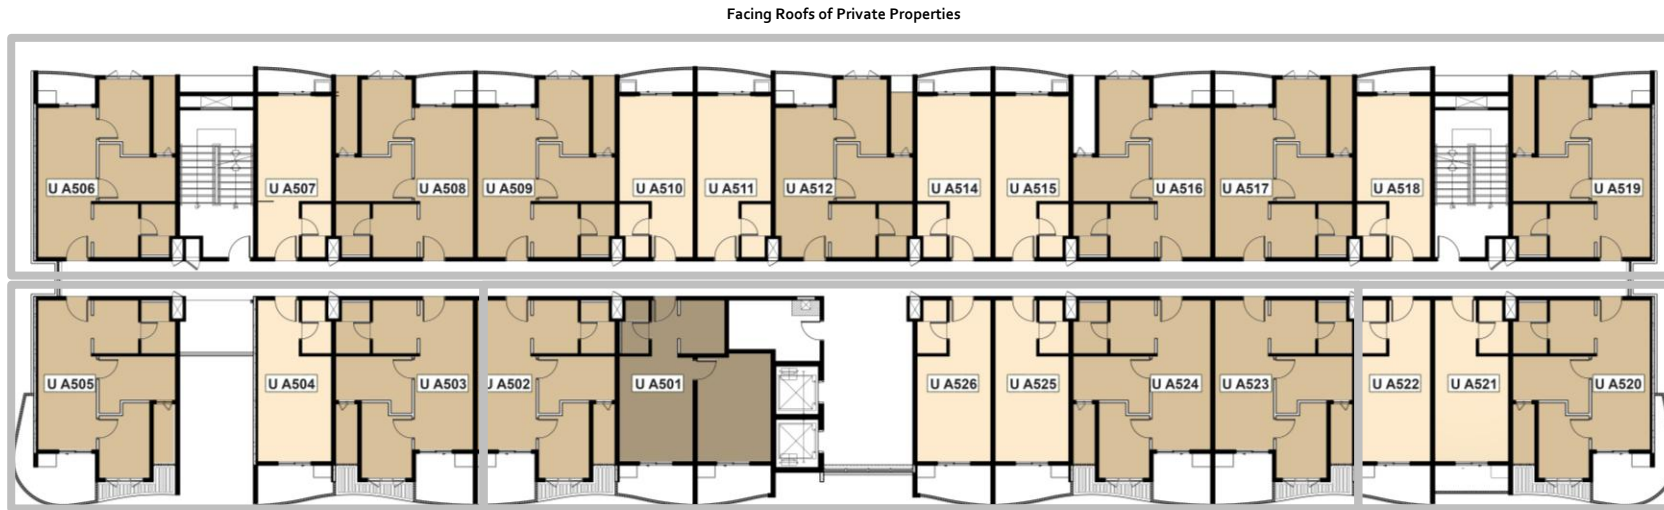 Facing Roofs of Private Properties
U A506
U A507
U A508
U A509
U A510
U A511
U A512
U A514
U A515
U A516
U A517
U A518
U A519
U A505
U A504
U A503
U A502
U A501
U A526
U A525
U A524
U A523
U A522
U A521
U A520